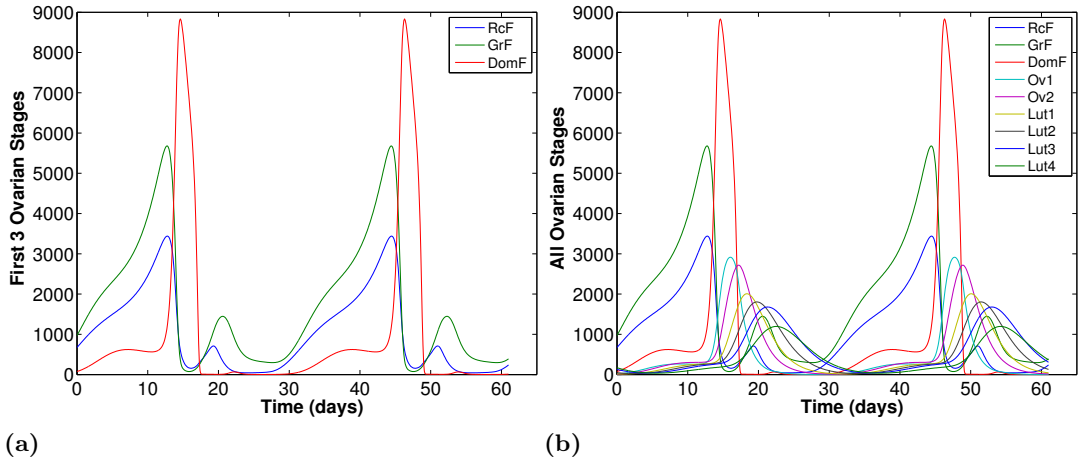 First 3 Ovarian Stages
9000
8000
7000
6000
5000
4000
3000
2000
1000
0
0 10 20 30 40 50 60
Time (days)
RcF
GrF
DomF
(a)
All Ovarian Stages
9000
8000
7000
6000
5000
4000
3000
2000
1000
0
0 10 20 30 40 50 60
Time (days)
RcF
GrF
DomF
Ov1
Ov2
Lut1
Lut2
Lut3
Lut4
(b)